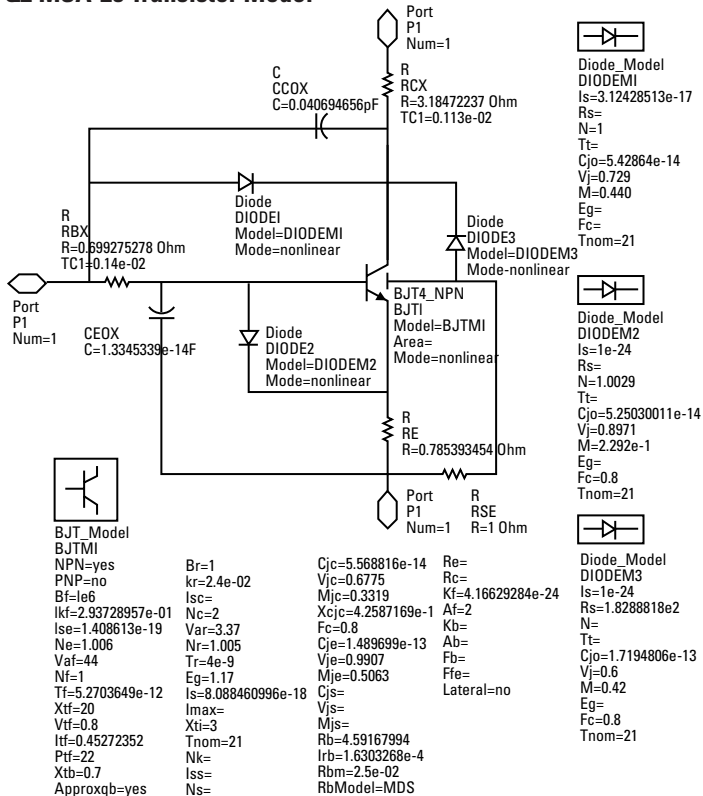 Port
P1
Num=1
C
CCOX
C=0.040694656pF
R
RCX
R=3.18472237 Ohm
TC1=0.113e-02
Diode
DIODEI
Model=DIODEMI
Mode=nonlinear
R
RBX
R=0.699275278 Ohm
TC1=0.14e-02
Diode
DIODE3
Model=DIODEM3
Mode-nonlinear
Port
P1
Num=1
CEOX
C=1.3345339e-14F
Diode
DIODE2
Model=DIODEM2
Mode=nonlinear
BJT4_NPN
BJTI
Model=BJTMI
Area=
Mode=nonlinear
R
RE
R=0.785393454 Ohm
Port
P1
Num=1
R
RSE
R=1 Ohm
Diode_Model
DIODEMI
Is=3.12428513e-17
Rs=
N=1
Tt=
Cjo=5.42864e-14
Vj=0.729
M=0.440
Eg=
Fc=
Tnom=21
Diode_Model
DIODEM2
Is=1e-24
Rs=
N=1.0029
Tt=
Cjo=5.25030011e-14
Vj=0.8971
M=2.292e-1
Eg=
Fc=0.8
Tnom=21
Diode_Model
DIODEM3
Is=1e-24
Rs=1.8288818e2
N=
Tt=
Cjo=1.7194806e-13
Vj=0.6
M=0.42
Eg=
Fc=0.8
Tnom=21
BJT_Model
BJTMI
NPN=yes
PNP=no
Bf=Ie6
Ikf=2.93728957e-01
Ise=1.408613e-19
Ne=1.006
Vaf=44
Nf=1
Tf=5.2703649e-12
Xtf=20
Vtf=0.8
Itf=0.45272352
Ptf=22
Xtb=0.7
Approxqb=yes
Br=1
kr=2.4e-02
Isc=
Nc=2
Var=3.37
Nr=1.005
Tr=4e-9
Eg=1.17
Is=8.088460996e-18
Imax=
Xti=3
Tnom=21
Nk=
Iss=
Ns=
Cjc=5.568816e-14
Vjc=0.6775
Mjc=0.3319
Xcjc=4.2587169e-1
Fc=0.8
Cje=1.489699e-13
Vje=0.9907
Mje=0.5063
Cjs=
Vjs=
Mjs=
Rb=4.59167994
Irb=1.6303268e-4
Rbm=2.5e-02
RbModel=MDS
Re=
Rc=
Kf=4.16629284e-24
Af=2
Kb=
Ab=
Fb=
Ffe=
Lateral=no